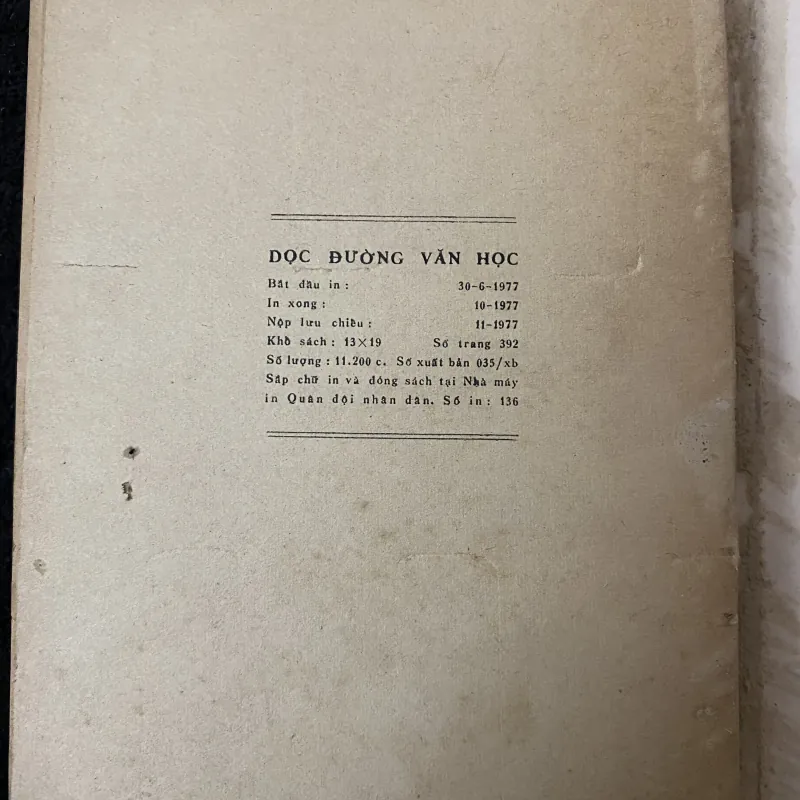 DỌC ĐƯỜNG VĂN HỌC
Bắt đầu in : 30-6-1977
In xong : 10-1977
Nộp lưu chiều : 11-1977
Khổ sách : 13×19 Số trang 392
Số lượng : 11.200 c. Số xuất bản 035/xb
Sắp chữ in và đóng sách tại Nhà máy
in Quân đội nhân dân. Số in : 136